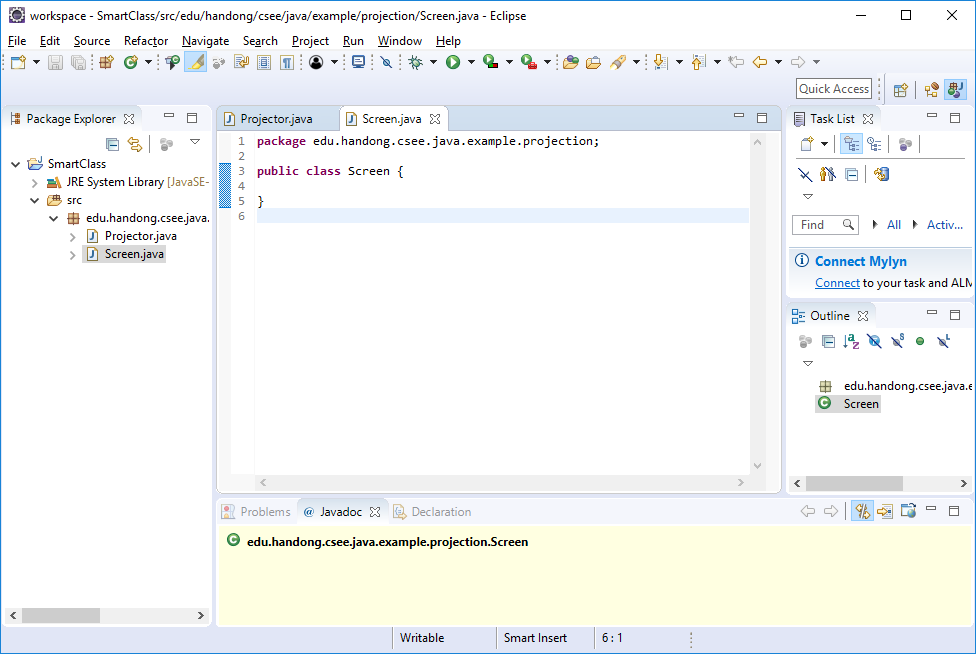 workspace - SmartClass/src/edu/handong/csee/java/example/projection/Screen.java - Eclipse
File Edit Source Refactor Navigate Search Project Run Window Help
Quick Access
Package Explorer
SmartClass
JRE System Library [JavaSE-
src
edu.handong.csee.java.
Projector.java
Screen.java
Projector.java Screen.java
1 package edu.handong.csee.java.example.projection;
2
3 public class Screen {
4
5 }
6
Task List
Find All Activ...
Connect Mylyn
Connect to your task and ALM
Outline
edu.handong.csee.java.e
Screen
Problems @ Javadoc Declaration
edu.handong.csee.java.example.projection.Screen
Writable Smart Insert 6 : 1